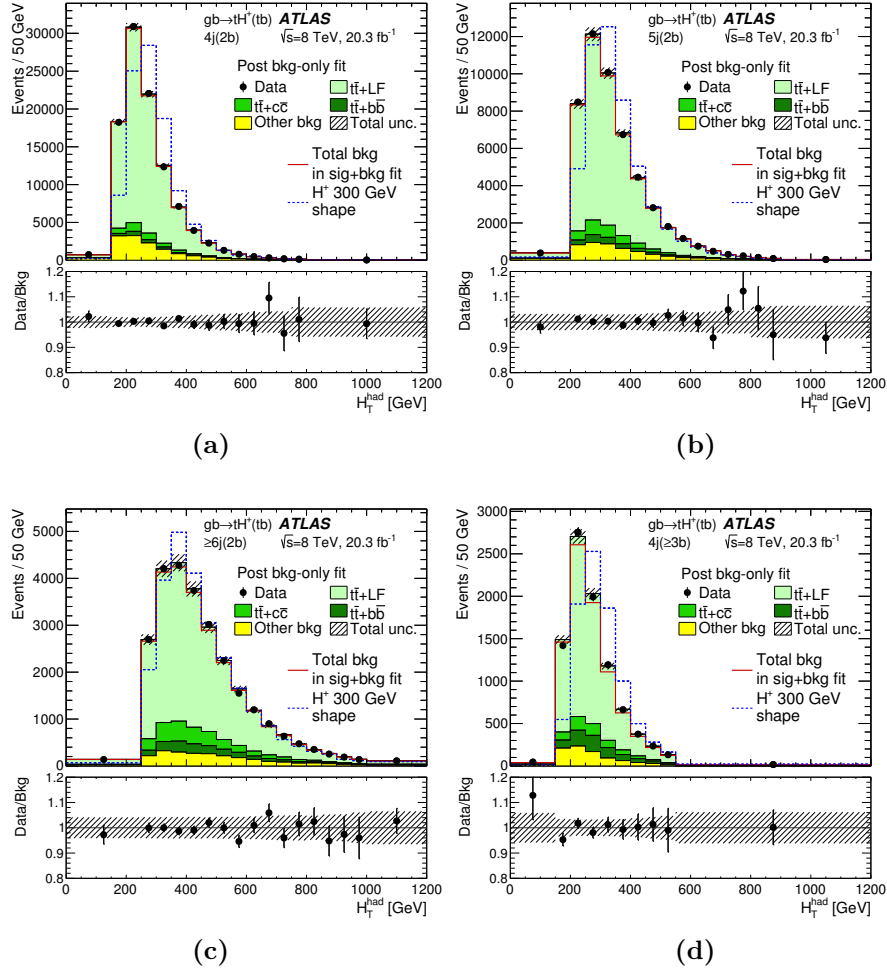 gb→tH⁺(tb) ATLAS
4j(2b) √s=8 TeV, 20.3 fb⁻¹
Post bkg-only fit
Data tt̄+LF
tt̄+cc̄ tt̄+bb̄
Other bkg Total unc.
Total bkg
in sig+bkg fit
H⁺ 300 GeV
shape
Events / 50 GeV
30000
25000
20000
15000
10000
5000
0
Data/Bkg
1.2
1.1
1
0.9
0.8
0 200 400 600 800 1000 1200
H_T^had [GeV]
(a)
gb→tH⁺(tb) ATLAS
5j(2b) √s=8 TeV, 20.3 fb⁻¹
Post bkg-only fit
Data tt̄+LF
tt̄+cc̄ tt̄+bb̄
Other bkg Total unc.
Total bkg
in sig+bkg fit
H⁺ 300 GeV
shape
Events / 50 GeV
12000
10000
8000
6000
4000
2000
0
Data/Bkg
1.2
1.1
1
0.9
0.8
0 200 400 600 800 1000 1200
H_T^had [GeV]
(b)
gb→tH⁺(tb) ATLAS
≥6j(2b) √s=8 TeV, 20.3 fb⁻¹
Post bkg-only fit
Data tt̄+LF
tt̄+cc̄ tt̄+bb̄
Other bkg Total unc.
Total bkg
in sig+bkg fit
H⁺ 300 GeV
shape
Events / 50 GeV
5000
4000
3000
2000
1000
0
Data/Bkg
1.2
1.1
1
0.9
0.8
0 200 400 600 800 1000 1200
H_T^had [GeV]
(c)
gb→tH⁺(tb) ATLAS
4j(≥3b) √s=8 TeV, 20.3 fb⁻¹
Post bkg-only fit
Data tt̄+LF
tt̄+cc̄ tt̄+bb̄
Other bkg Total unc.
Total bkg
in sig+bkg fit
H⁺ 300 GeV
shape
Events / 50 GeV
3000
2500
2000
1500
1000
500
0
Data/Bkg
1.2
1.1
1
0.9
0.8
0 200 400 600 800 1000 1200
H_T^had [GeV]
(d)